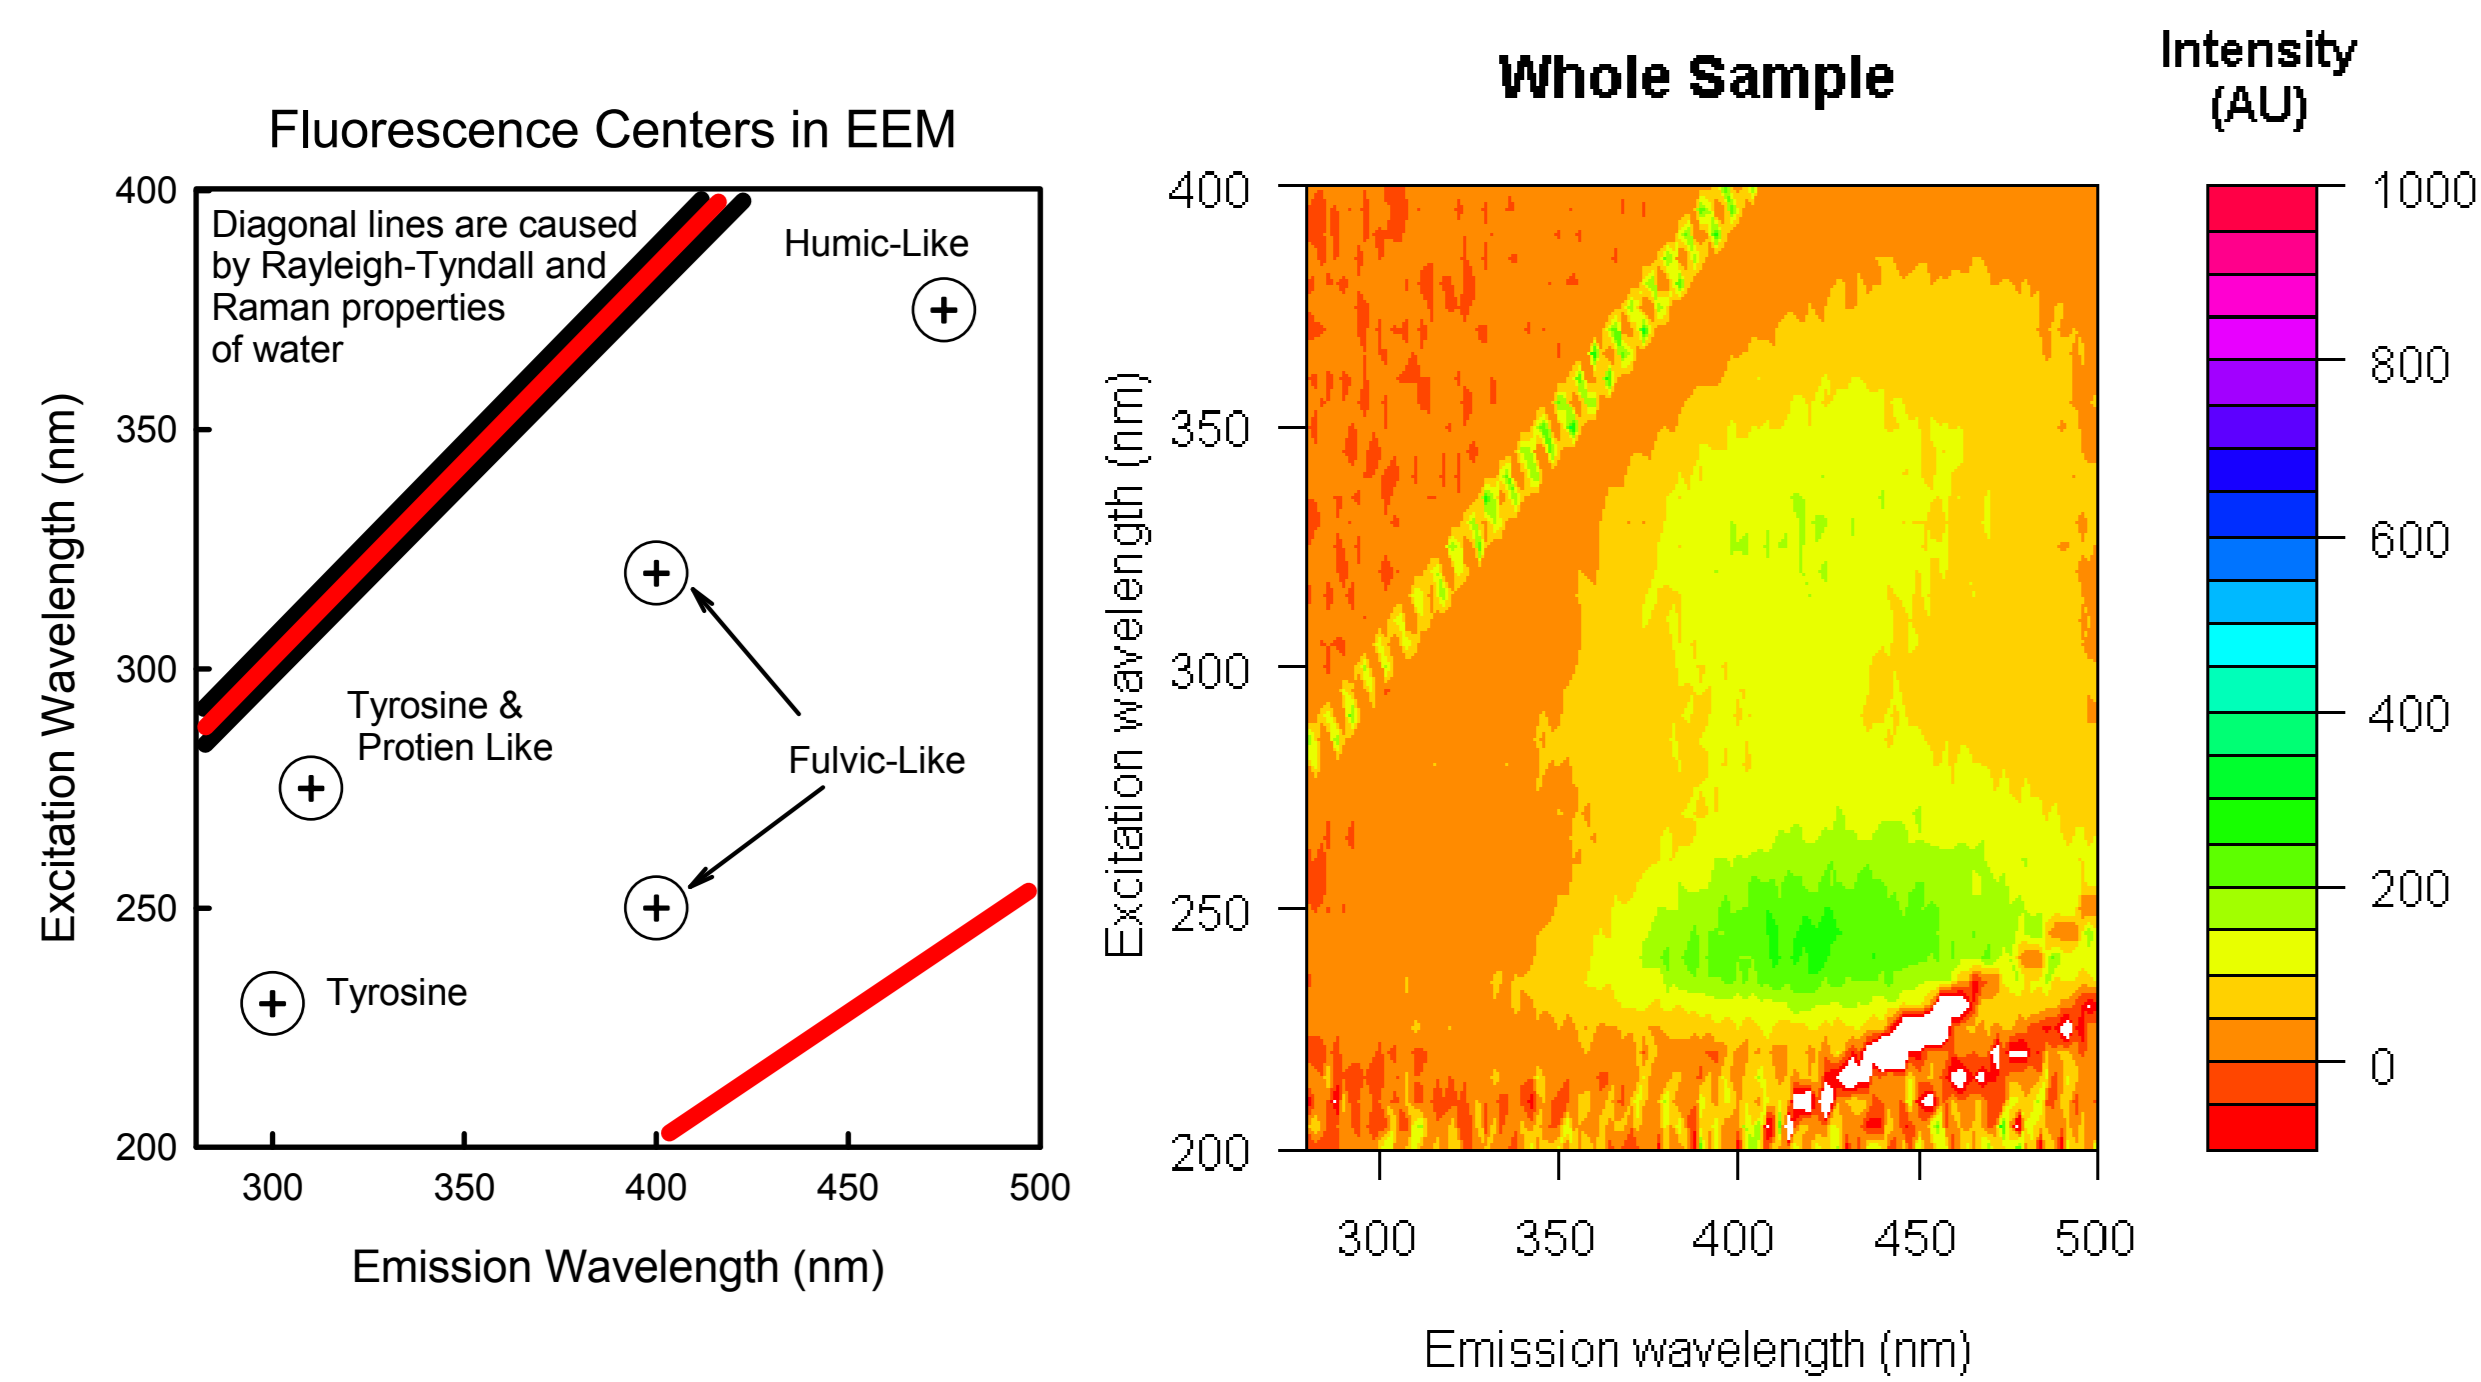 Fluorescence Centers in EEM
400
350
300
250
200
Excitation Wavelength (nm)
Diagonal lines are caused
by Rayleigh-Tyndall and
Raman properties
of water
Humic-Like
Tyrosine &
Protien Like
Fulvic-Like
Tyrosine
300 350 400 450 500
Emission Wavelength (nm)
Whole Sample
400
350
300
250
200
Excitation wavelength (nm)
300 350 400 450 500
Emission wavelength (nm)
Intensity
(AU)
1000
800
600
400
200
0